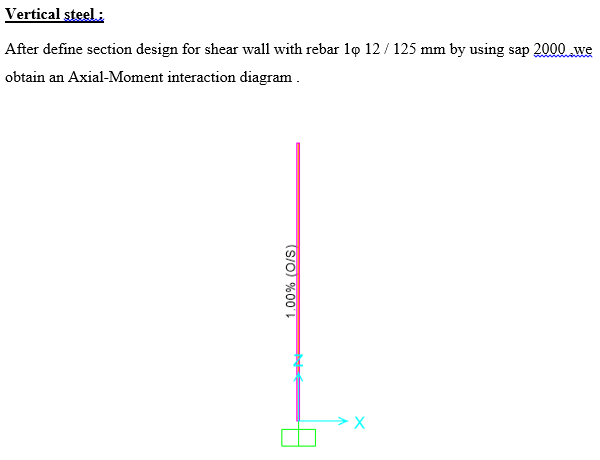 Vertical steel :
After define section design for shear wall with rebar 1φ 12 / 125 mm by using sap 2000 ,we
obtain an Axial-Moment interaction diagram .
1.00% (O/S)
Z
X